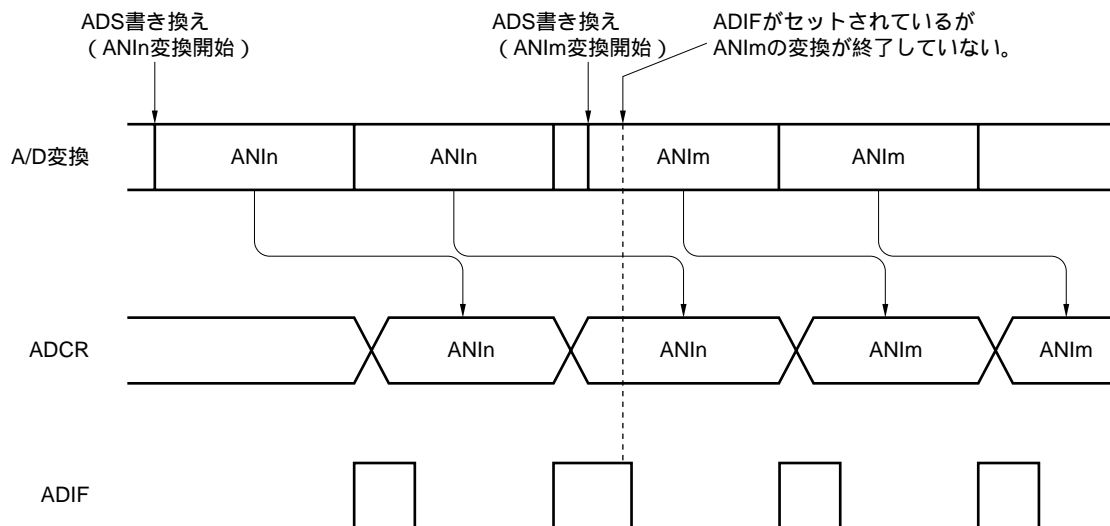 ADS書き換え
（ANIn変換開始）
ADS書き換え
（ANIm変換開始）
ADIFがセットされているが
ANImの変換が終了していない。
A/D変換
ANIn
ANIn
ANIm
ANIm
ADCR
ANIn
ANIn
ANIm
ANIm
ADIF